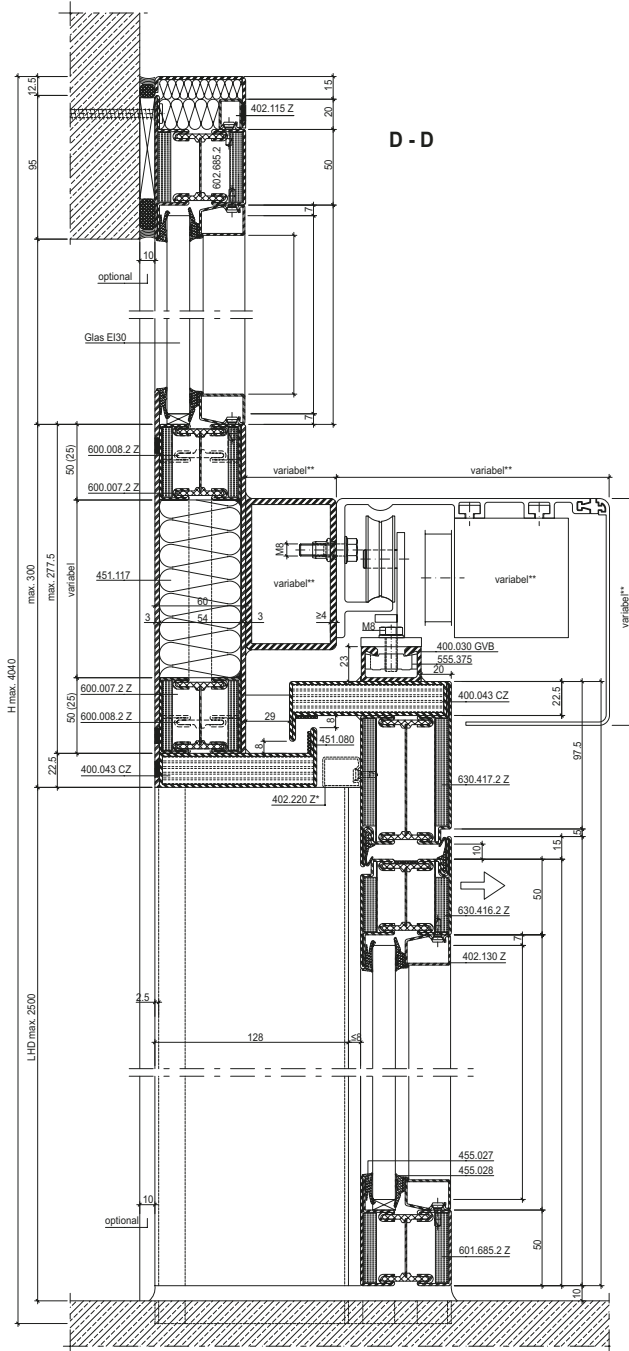 12.5
15
20
402.115 Z
D - D
602.685.2
50
95
7
10
optional
Glas EI30
7
50 (25)
600.008.2 Z
600.007.2 Z
variabel**
variabel**
max. 300
max. 277.5
variabel
451.117
M8
variabel**
variabel**
variabel**
60
3
54
3
≥4
M8
400.030 GVB
555.375
23
20
H max. 4040
50 (25)
600.007.2 Z
600.008.2 Z
29
8
8
451.080
400.043 CZ
22.5
97.5
22.5
400.043 CZ
402.220 Z*
630.417.2 Z
5
15
10
50
630.416.2 Z
7
402.130 Z
2.5
128
≤8
LHD max. 2500
455.027
455.028
10
optional
601.685.2 Z
50
10